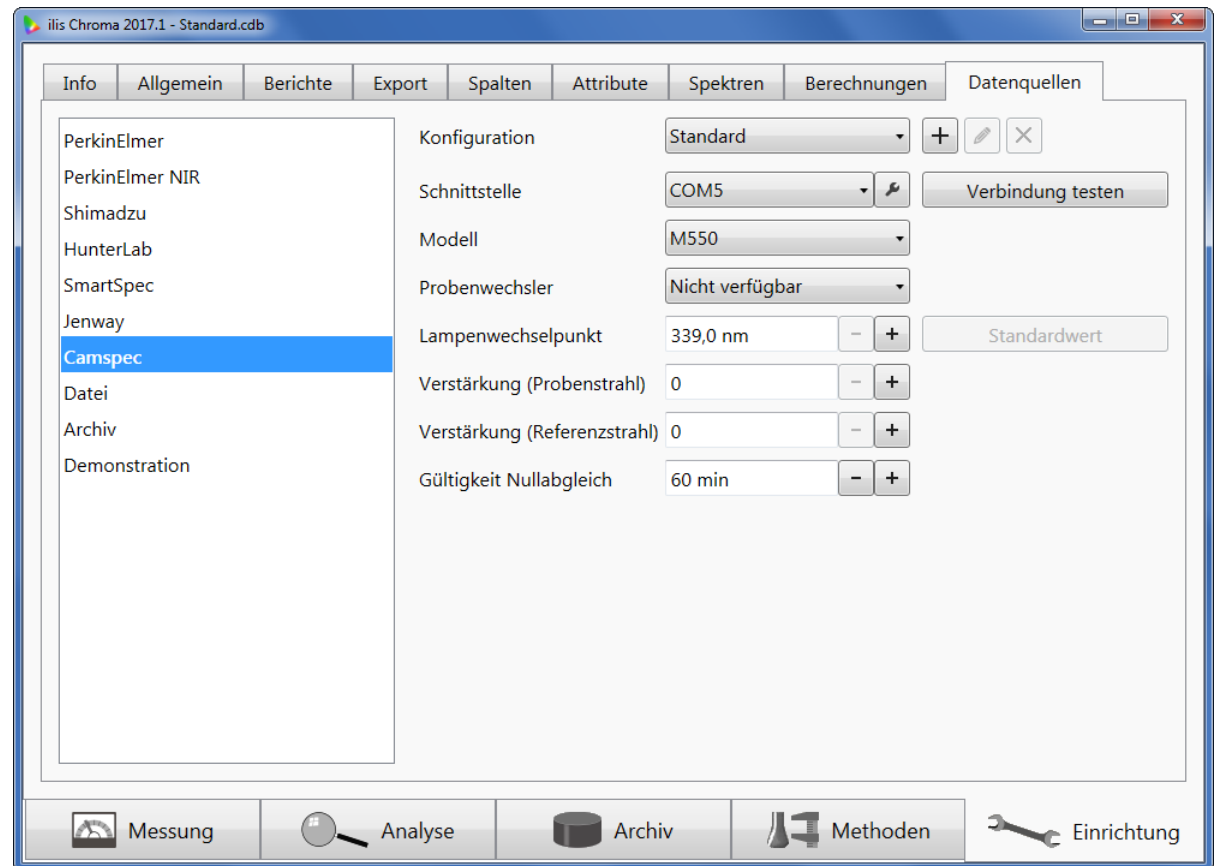 ilis Chroma 2017.1 - Standard.cdb
Info Allgemein Berichte Export Spalten Attribute Spektren Berechnungen Datenquellen
PerkinElmer
PerkinElmer NIR
Shimadzu
HunterLab
SmartSpec
Jenway
Camspec
Datei
Archiv
Demonstration
Konfiguration Standard
Schnittstelle COM5 Verbindung testen
Modell M550
Probenwechsler Nicht verfügbar
Lampenwechselpunkt 339,0 nm − + Standardwert
Verstärkung (Probenstrahl) 0 − +
Verstärkung (Referenzstrahl) 0 − +
Gültigkeit Nullabgleich 60 min − +
Messung Analyse Archiv Methoden Einrichtung